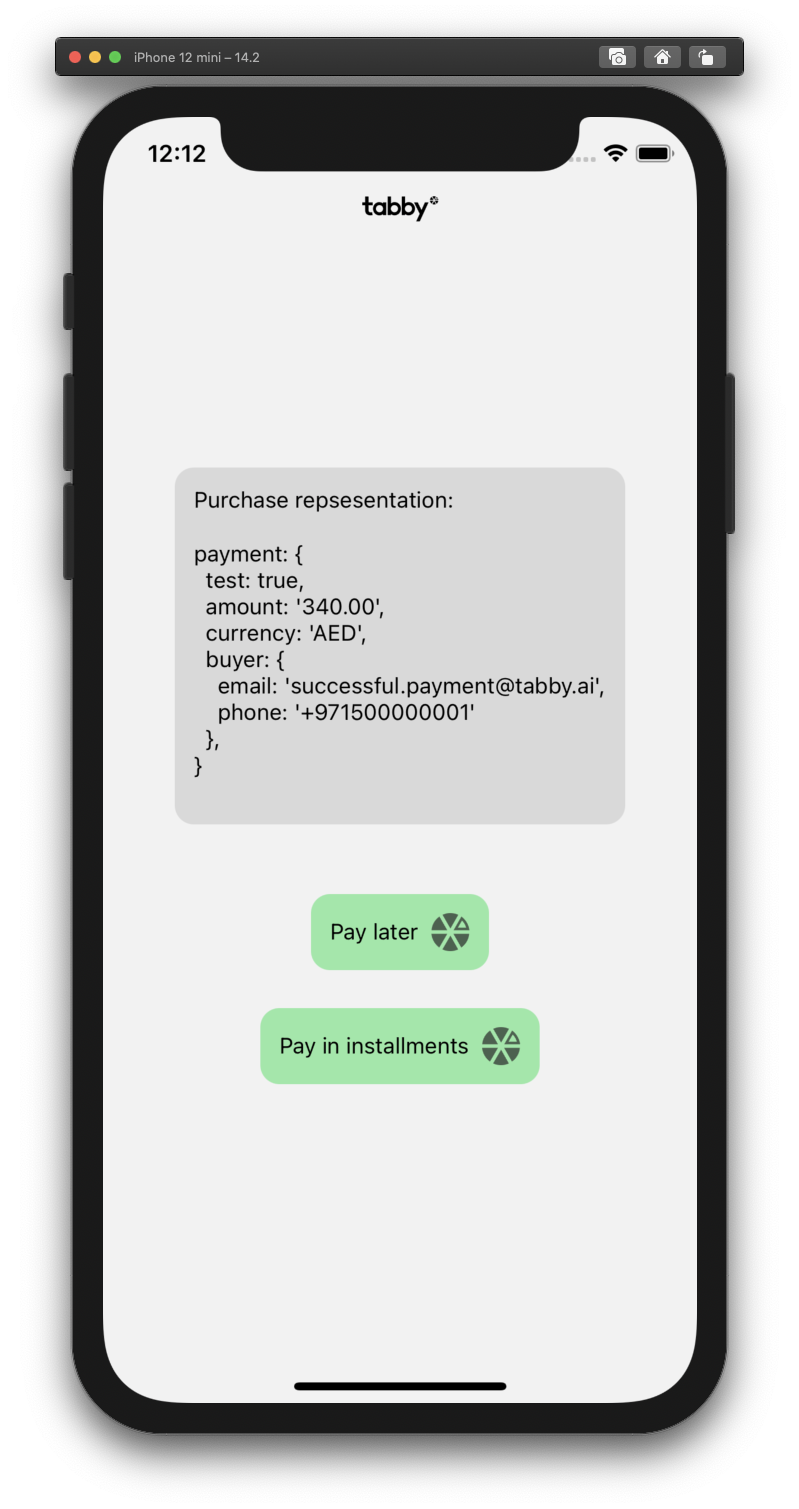 iPhone 12 mini – 14.2
12:12
tabby
Purchase repsesentation:
payment: {
test: true,
amount: '340.00',
currency: 'AED',
buyer: {
email: 'successful.payment@tabby.ai',
phone: '+971500000001'
},
}
Pay later
Pay in installments